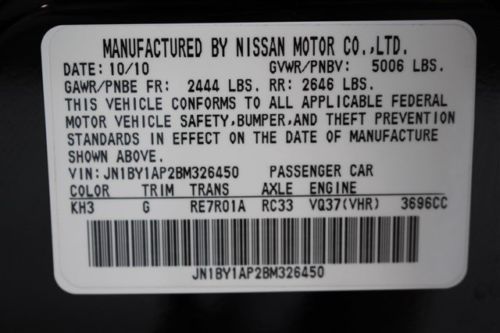 MANUFACTURED BY NISSAN MOTOR CO.,LTD.
DATE: 10/10 GVWR/PNBV: 5006 LBS.
GAWR/PNBE FR: 2444 LBS. RR: 2646 LBS.
THIS VEHICLE CONFORMS TO ALL APPLICABLE FEDERAL
MOTOR VEHICLE SAFETY,BUMPER,AND THEFT PREVENTION
STANDARDS IN EFFECT ON THE DATE OF MANUFACTURE
SHOWN ABOVE.
VIN: JN1BY1AP2BM326450 PASSENGER CAR
COLOR TRIM TRANS AXLE ENGINE
KH3 G RE7R01A RC33 VQ37(VHR) 3696CC
JN1BY1AP2BM326450